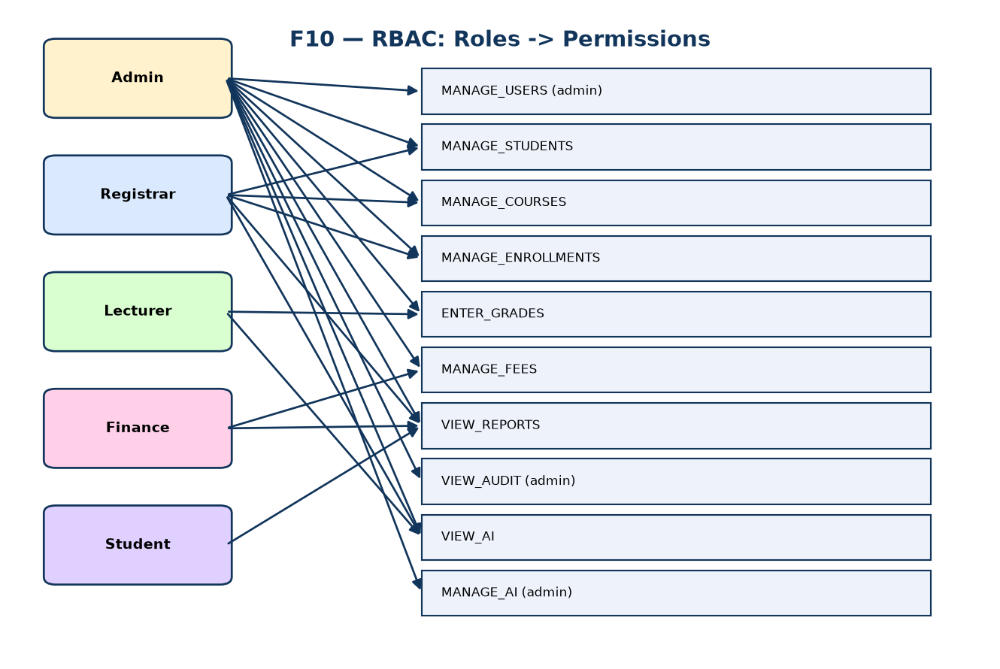 F10 — RBAC: Roles -> Permissions
Admin
Registrar
Lecturer
Finance
Student
MANAGE_USERS (admin)
MANAGE_STUDENTS
MANAGE_COURSES
MANAGE_ENROLLMENTS
ENTER_GRADES
MANAGE_FEES
VIEW_REPORTS
VIEW_AUDIT (admin)
VIEW_AI
MANAGE_AI (admin)